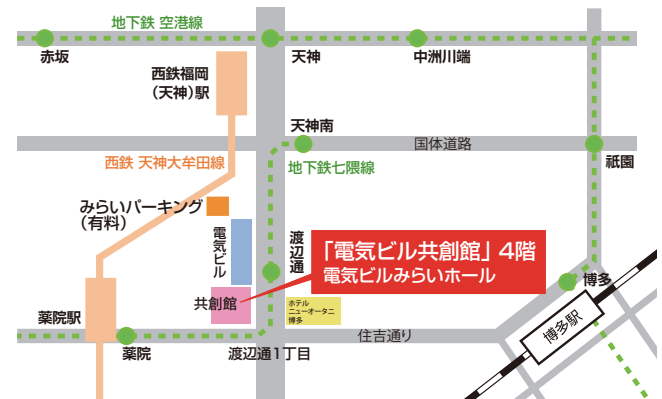 地下鉄 空港線
赤坂
天神
中洲川端
西鉄福岡
(天神)駅
天神南
国体道路
祇園
西鉄 天神大牟田線
地下鉄七隈線
みらいパーキング
(有料)
電気ビル
渡辺通
「電気ビル共創館」4階
電気ビルみらいホール
共創館
ホテル
ニューオータニ
博多
博多
博多駅
薬院駅
薬院
渡辺通1丁目
住吉通り